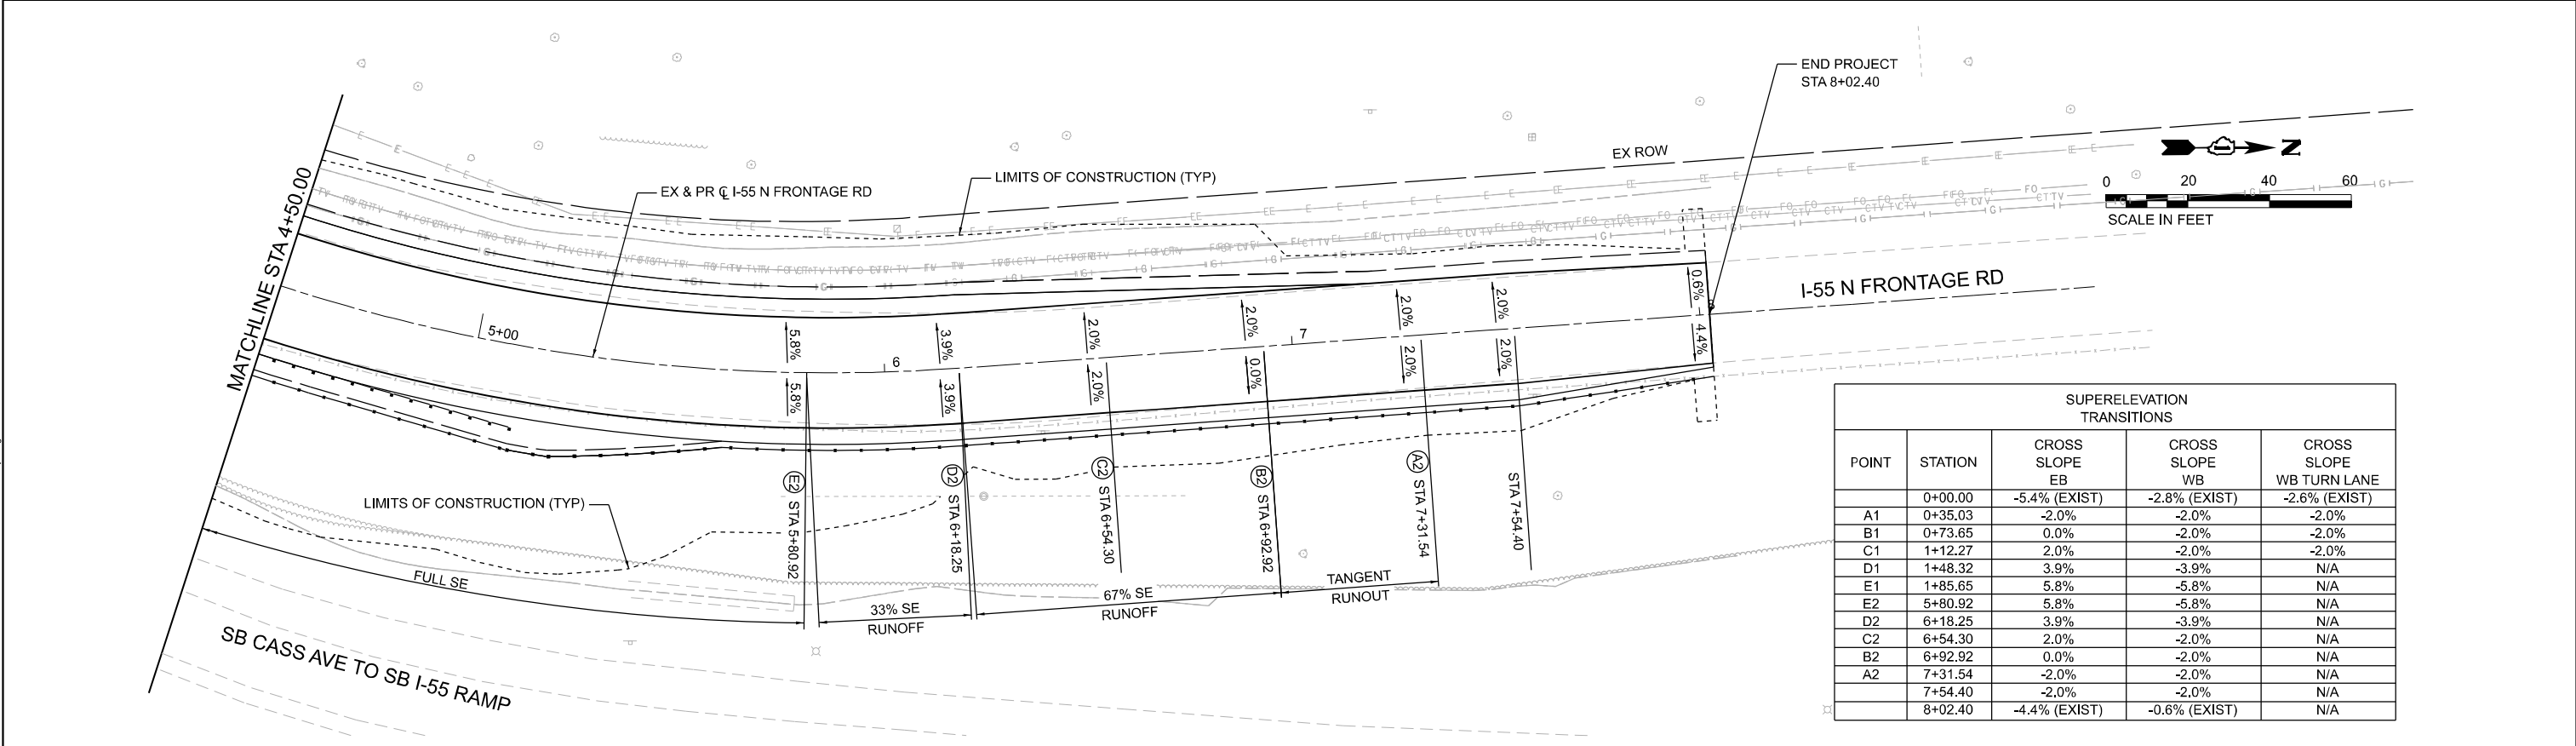 END PROJECT
STA 8+02.40
EX ROW
0 20 40 60
SCALE IN FEET
N
LIMITS OF CONSTRUCTION (TYP)
EX & PR ℄ I-55 N FRONTAGE RD
MATCHLINE STA 4+50.00
I-55 N FRONTAGE RD
5+00
6
7
8
5.8%
3.9%
2.0%
2.0%
2.0%
2.0%
0.6%
5.8%
3.9%
2.0%
0.0%
2.0%
2.0%
4.4%
E2 STA 5+80.92
D2 STA 6+18.25
C2 STA 6+54.30
B2 STA 6+92.92
A2 STA 7+31.54
STA 7+54.40
LIMITS OF CONSTRUCTION (TYP)
FULL SE
33% SE
RUNOFF
67% SE
RUNOFF
TANGENT
RUNOUT
SB CASS AVE TO SB I-55 RAMP
SUPERELEVATION
TRANSITIONS
POINT STATION CROSS SLOPE EB CROSS SLOPE WB CROSS SLOPE WB TURN LANE
0+00.00 -5.4% (EXIST) -2.8% (EXIST) -2.6% (EXIST)
A1 0+35.03 -2.0% -2.0% -2.0%
B1 0+73.65 0.0% -2.0% -2.0%
C1 1+12.27 2.0% -2.0% -2.0%
D1 1+48.32 3.9% -3.9% N/A
E1 1+85.65 5.8% -5.8% N/A
E2 5+80.92 5.8% -5.8% N/A
D2 6+18.25 3.9% -3.9% N/A
C2 6+54.30 2.0% -2.0% N/A
B2 6+92.92 0.0% -2.0% N/A
A2 7+31.54 -2.0% -2.0% N/A
7+54.40 -2.0% -2.0% N/A
8+02.40 -4.4% (EXIST) -0.6% (EXIST) N/A